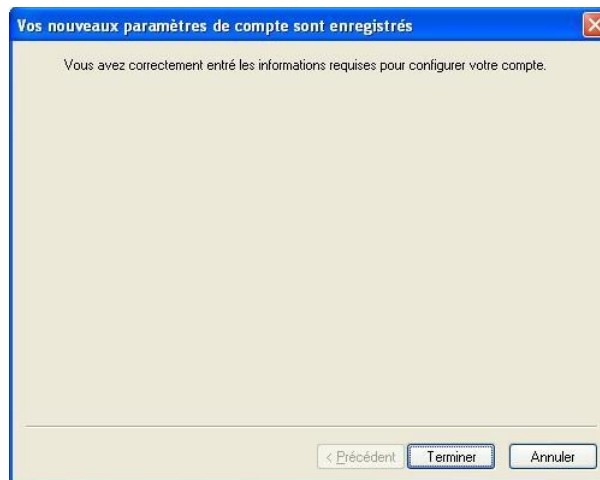 Vos nouveaux paramètres de compte sont enregistrés
Vous avez correctement entré les informations requises pour configurer votre compte.
< Précédent Terminer Annuler